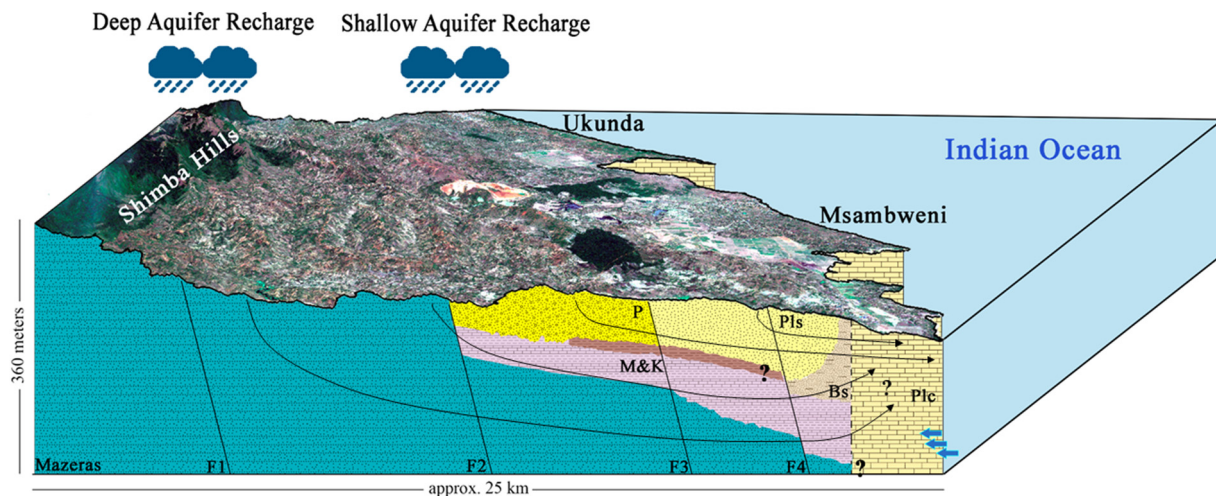 Deep Aquifer Recharge
Shallow Aquifer Recharge
Ukunda
Indian Ocean
Shimba Hills
Msambweni
360 meters
P
Pls
M&K
?
Bs
?
Plc
Mazeras
F1
F2
F3
F4
?
approx. 25 km